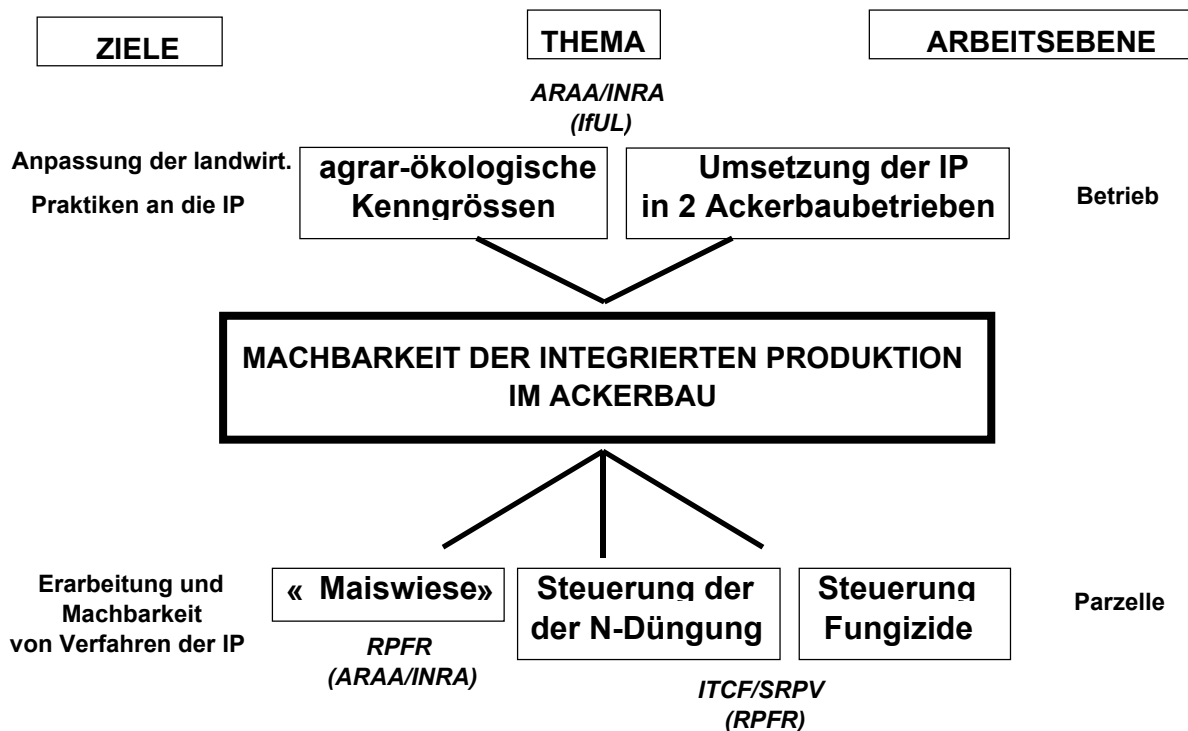 ZIELE
THEMA
ARBEITSEBENE
ARAA/INRA
(IfUL)
Anpassung der landwirt.
Praktiken an die IP
agrar-ökologische
Kenngrössen
Umsetzung der IP
in 2 Ackerbaubetrieben
Betrieb
MACHBARKEIT DER INTEGRIERTEN PRODUKTION
IM ACKERBAU
Erarbeitung und
Machbarkeit
von Verfahren der IP
« Maiswiese»
RPFR
(ARAA/INRA)
Steuerung der
der N-Düngung
Steuerung
Fungizide
ITCF/SRPV
(RPFR)
Parzelle